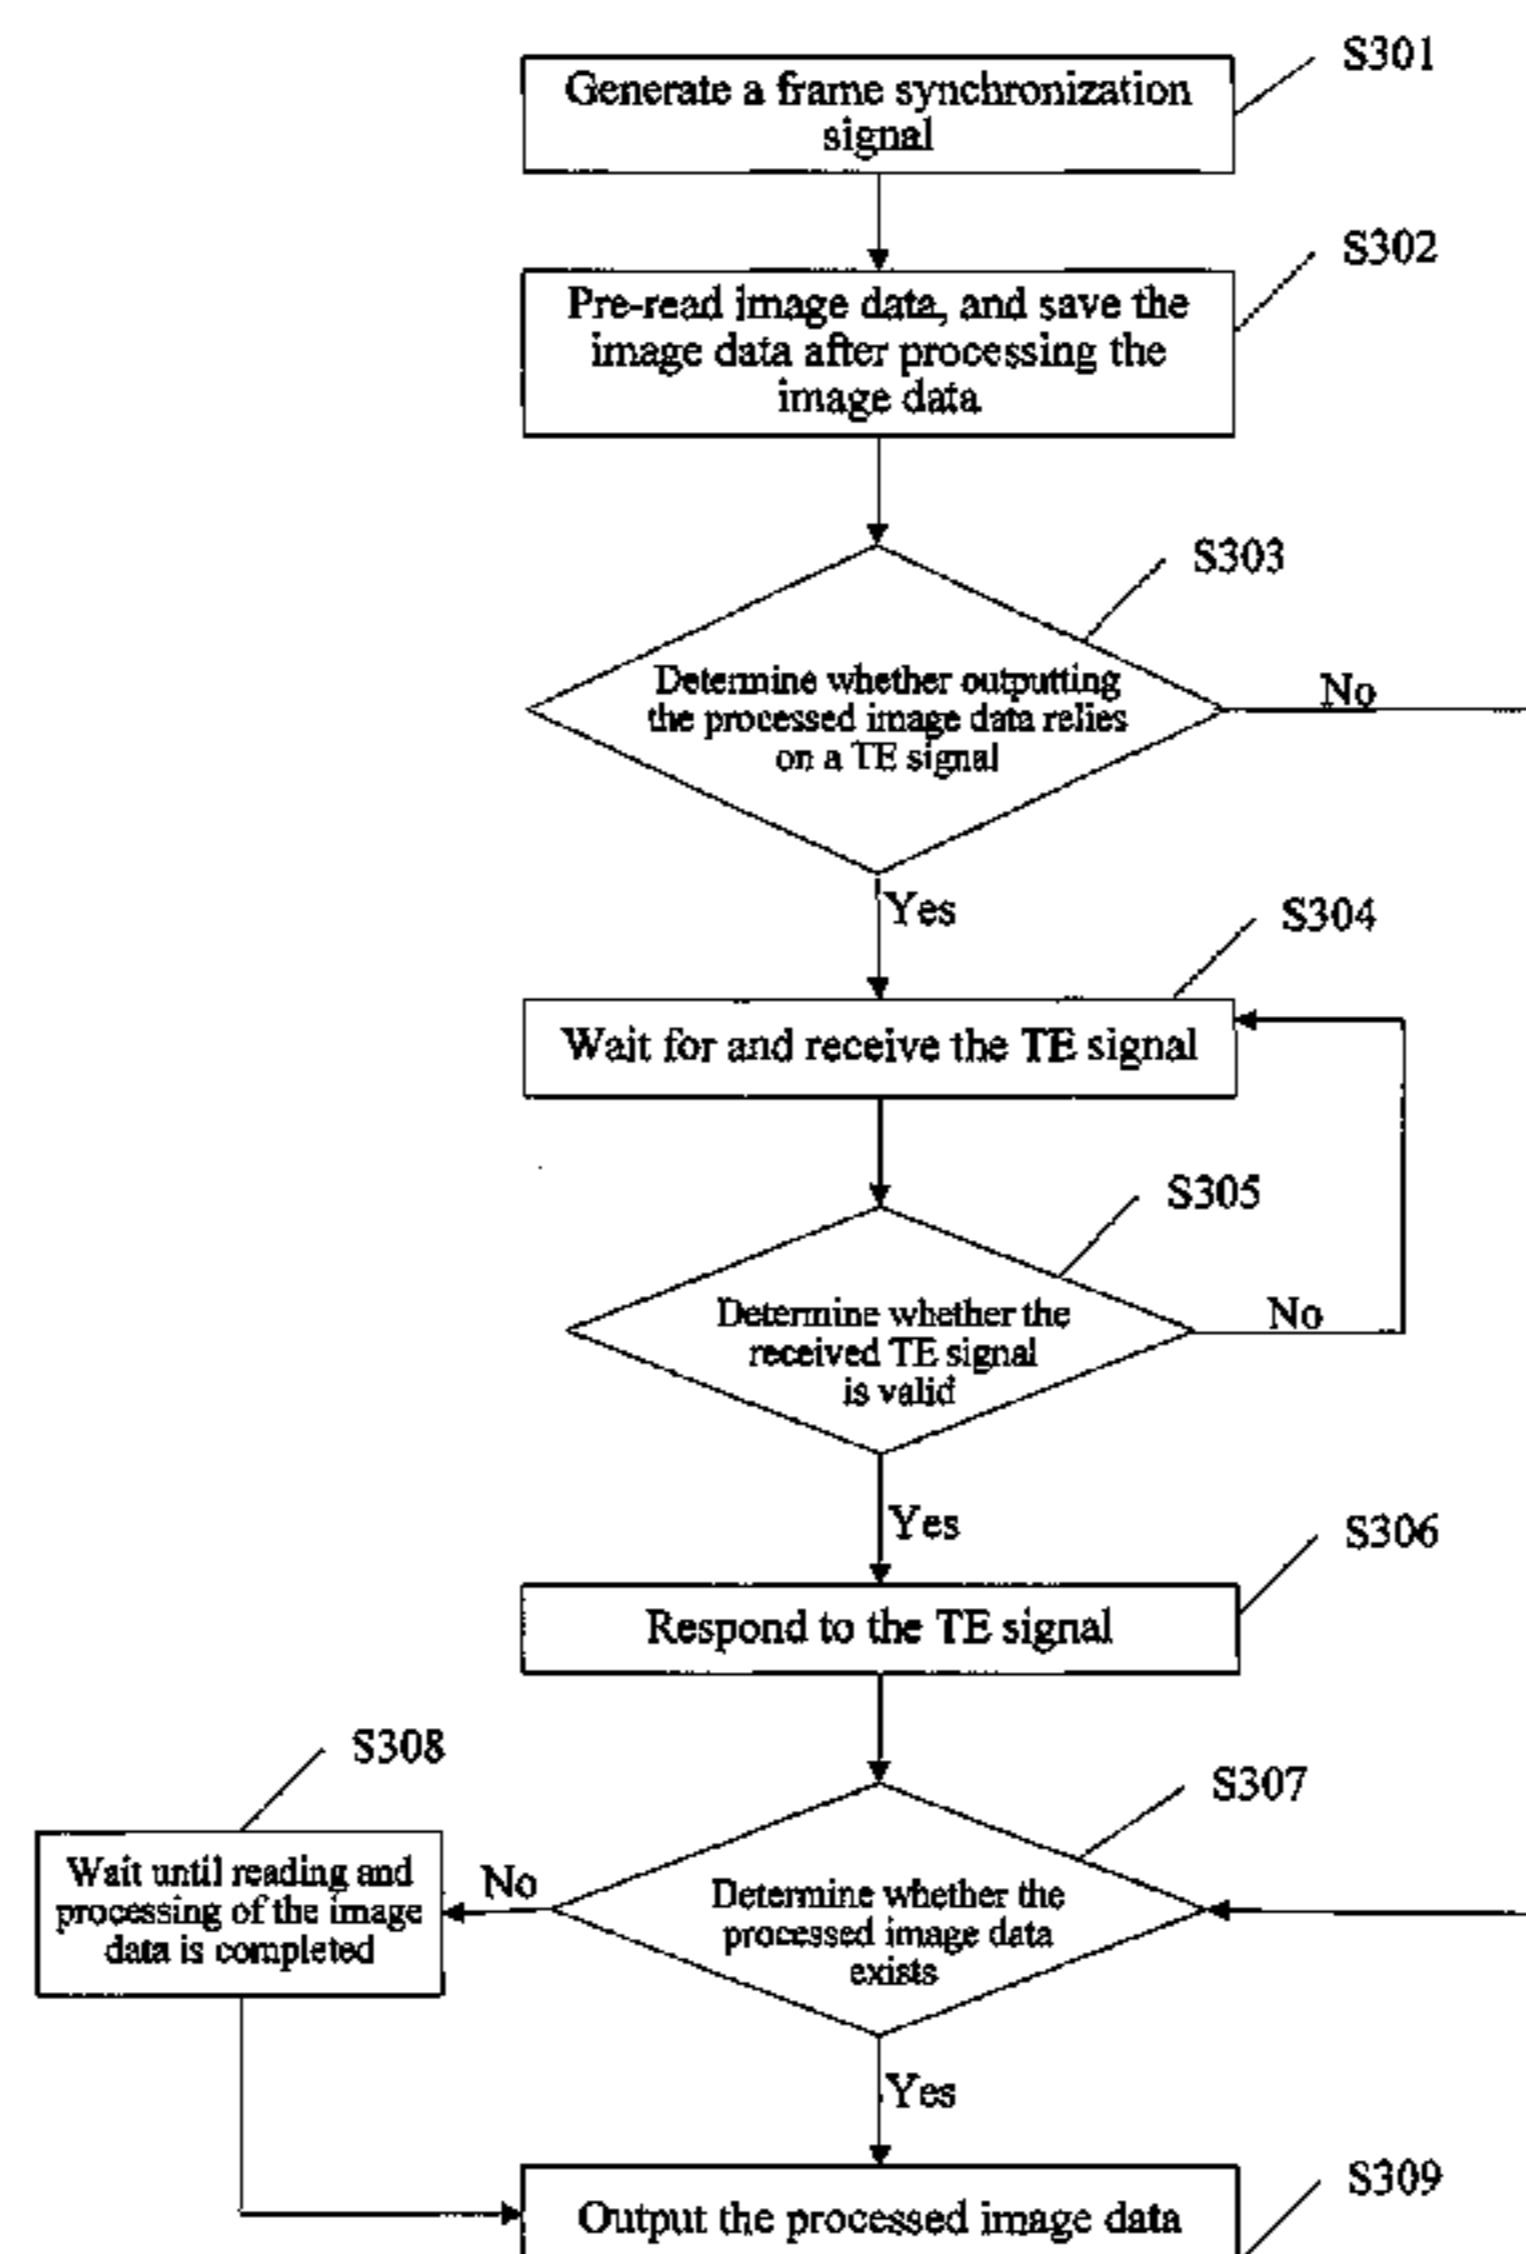 S301
Generate a frame synchronization
signal
S302
Pre-read image data, and save the
image data after processing the
image data
S303
Determine whether outputting
the processed image data relies
on a TE signal
No
Yes
S304
Wait for and receive the TE signal
S305
Determine whether the
received TE signal
is valid
No
Yes
S306
Respond to the TE signal
S308
S307
Wait until reading and
processing of the image
data is completed
No
Determine whether the
processed image data
exists
Yes
S309
Output the processed image data